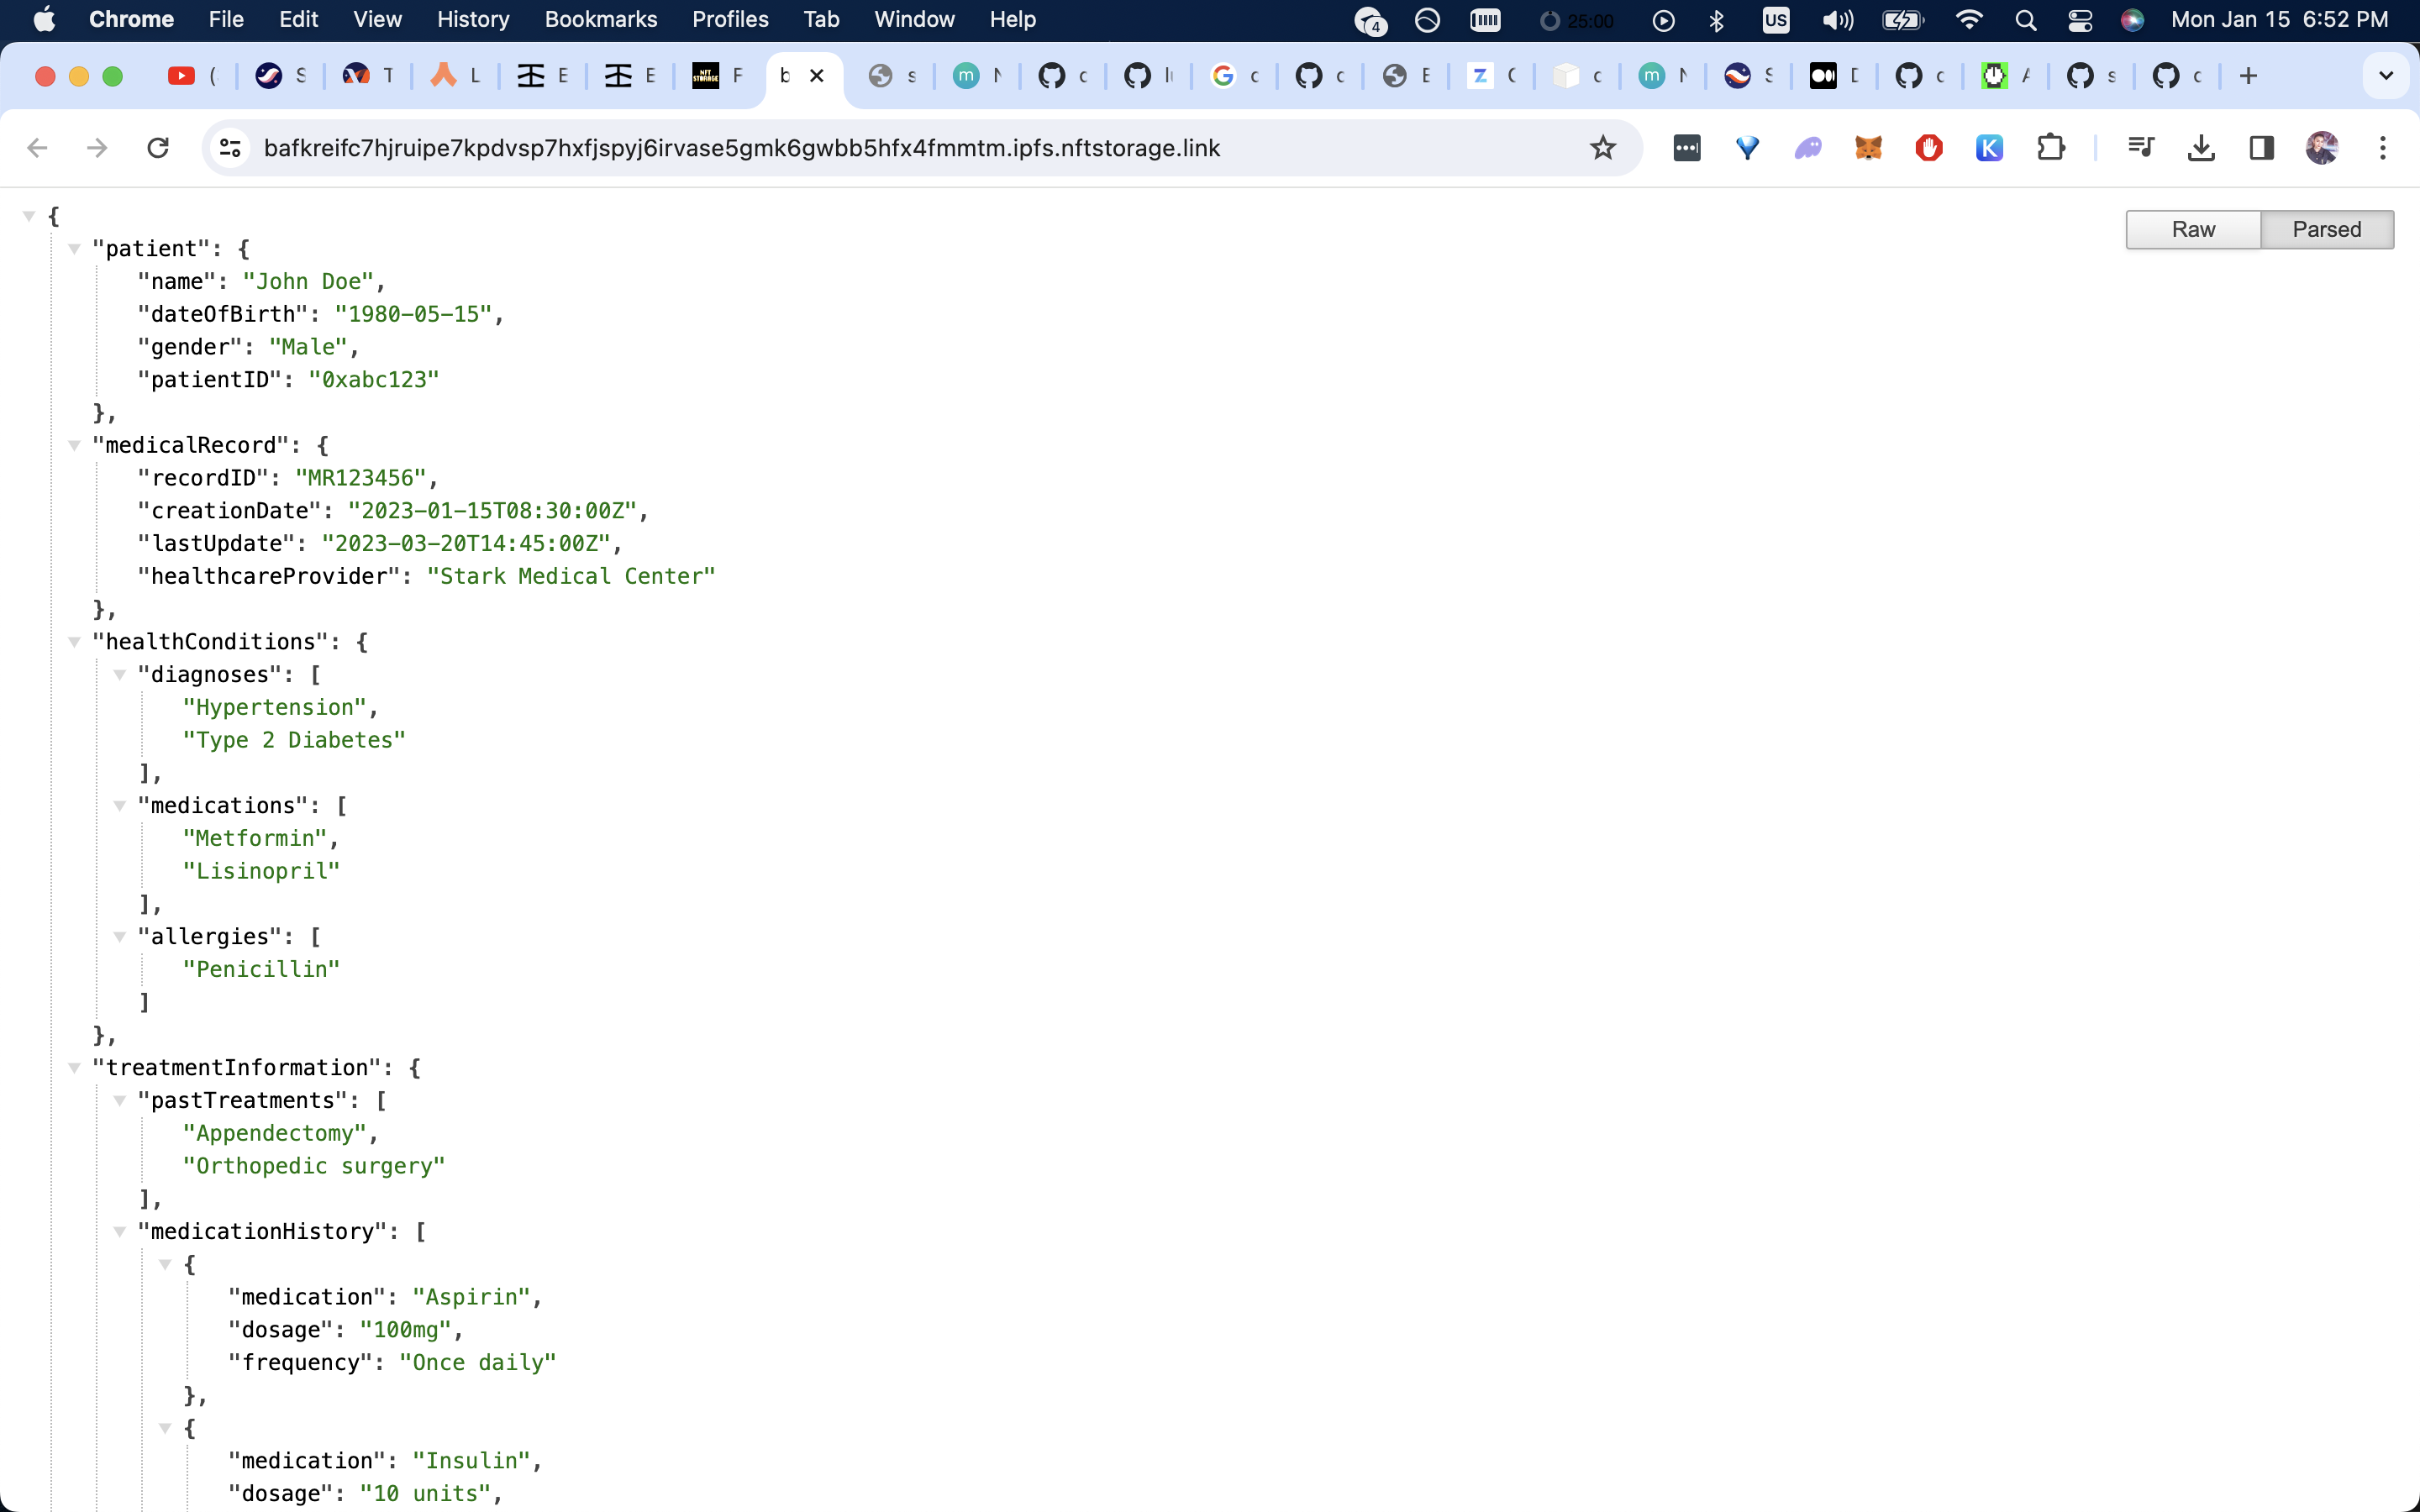 Chrome File Edit View History Bookmarks Profiles Tab Window Help 4 25:00 US Mon Jan 15 6:52 PM
( S T L E E NFT STORAGE F b s m N c c G c c E Z C c m N S D c A s c
bafkreifc7hjruipe7kpdvsp7hxfjspyj6irvase5gmk6gwbb5hfx4fmmtm.ipfs.nftstorage.link K
Raw Parsed
{
"patient": {
"name": "John Doe",
"dateOfBirth": "1980-05-15",
"gender": "Male",
"patientID": "0xabc123"
},
"medicalRecord": {
"recordID": "MR123456",
"creationDate": "2023-01-15T08:30:00Z",
"lastUpdate": "2023-03-20T14:45:00Z",
"healthcareProvider": "Stark Medical Center"
},
"healthConditions": {
"diagnoses": [
"Hypertension",
"Type 2 Diabetes"
],
"medications": [
"Metformin",
"Lisinopril"
],
"allergies": [
"Penicillin"
]
},
"treatmentInformation": {
"pastTreatments": [
"Appendectomy",
"Orthopedic surgery"
],
"medicationHistory": [
{
"medication": "Aspirin",
"dosage": "100mg",
"frequency": "Once daily"
},
{
"medication": "Insulin",
"dosage": "10 units",